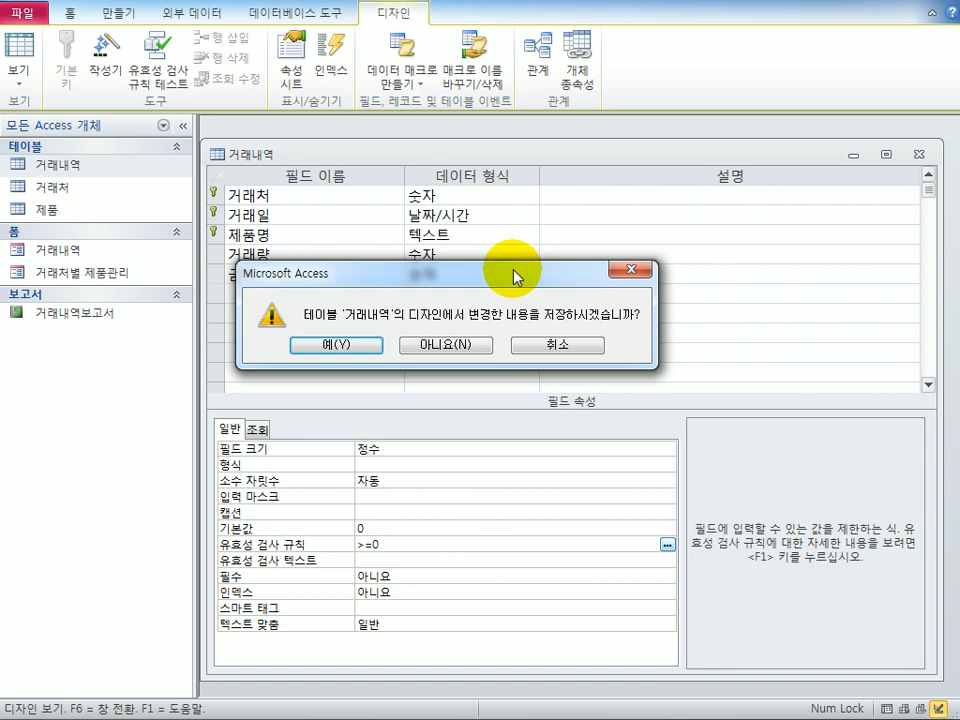 파일 홈 만들기 외부 데이터 데이터베이스 도구 디자인
보기 기본 키 작성기 유효성 검사 규칙 테스트 행 삽입 행 삭제 조회 수정 속성 시트 인덱스 데이터 매크로 만들기 매크로 이름 바꾸기/삭제 관계 개체 종속성
보기 도구 표시/숨기기 필드, 레코드 및 테이블 이벤트 관계
모든 Access 개체
테이블
거래내역
거래처
제품
폼
거래내역
거래처별 제품관리
보고서
거래내역보고서
거래내역
필드 이름 데이터 형식 설명
거래처 숫자
거래일 날짜/시간
제품명 텍스트
거래량 숫자
Microsoft Access
테이블 '거래내역'의 디자인에서 변경한 내용을 저장하시겠습니까?
예(Y) 아니요(N) 취소
필드 속성
일반 조회
필드 크기 정수
형식
소수 자릿수 자동
입력 마스크
캡션
기본값 0
유효성 검사 규칙 >=0
유효성 검사 텍스트
필수 아니요
인덱스 아니요
스마트 태그
텍스트 맞춤 일반
필드에 입력할 수 있는 값을 제한하는 식. 유
효성 검사 규칙에 대한 자세한 내용을 보려면
<F1> 키를 누르십시오.
디자인 보기. F6 = 창 전환. F1 = 도움말. Num Lock